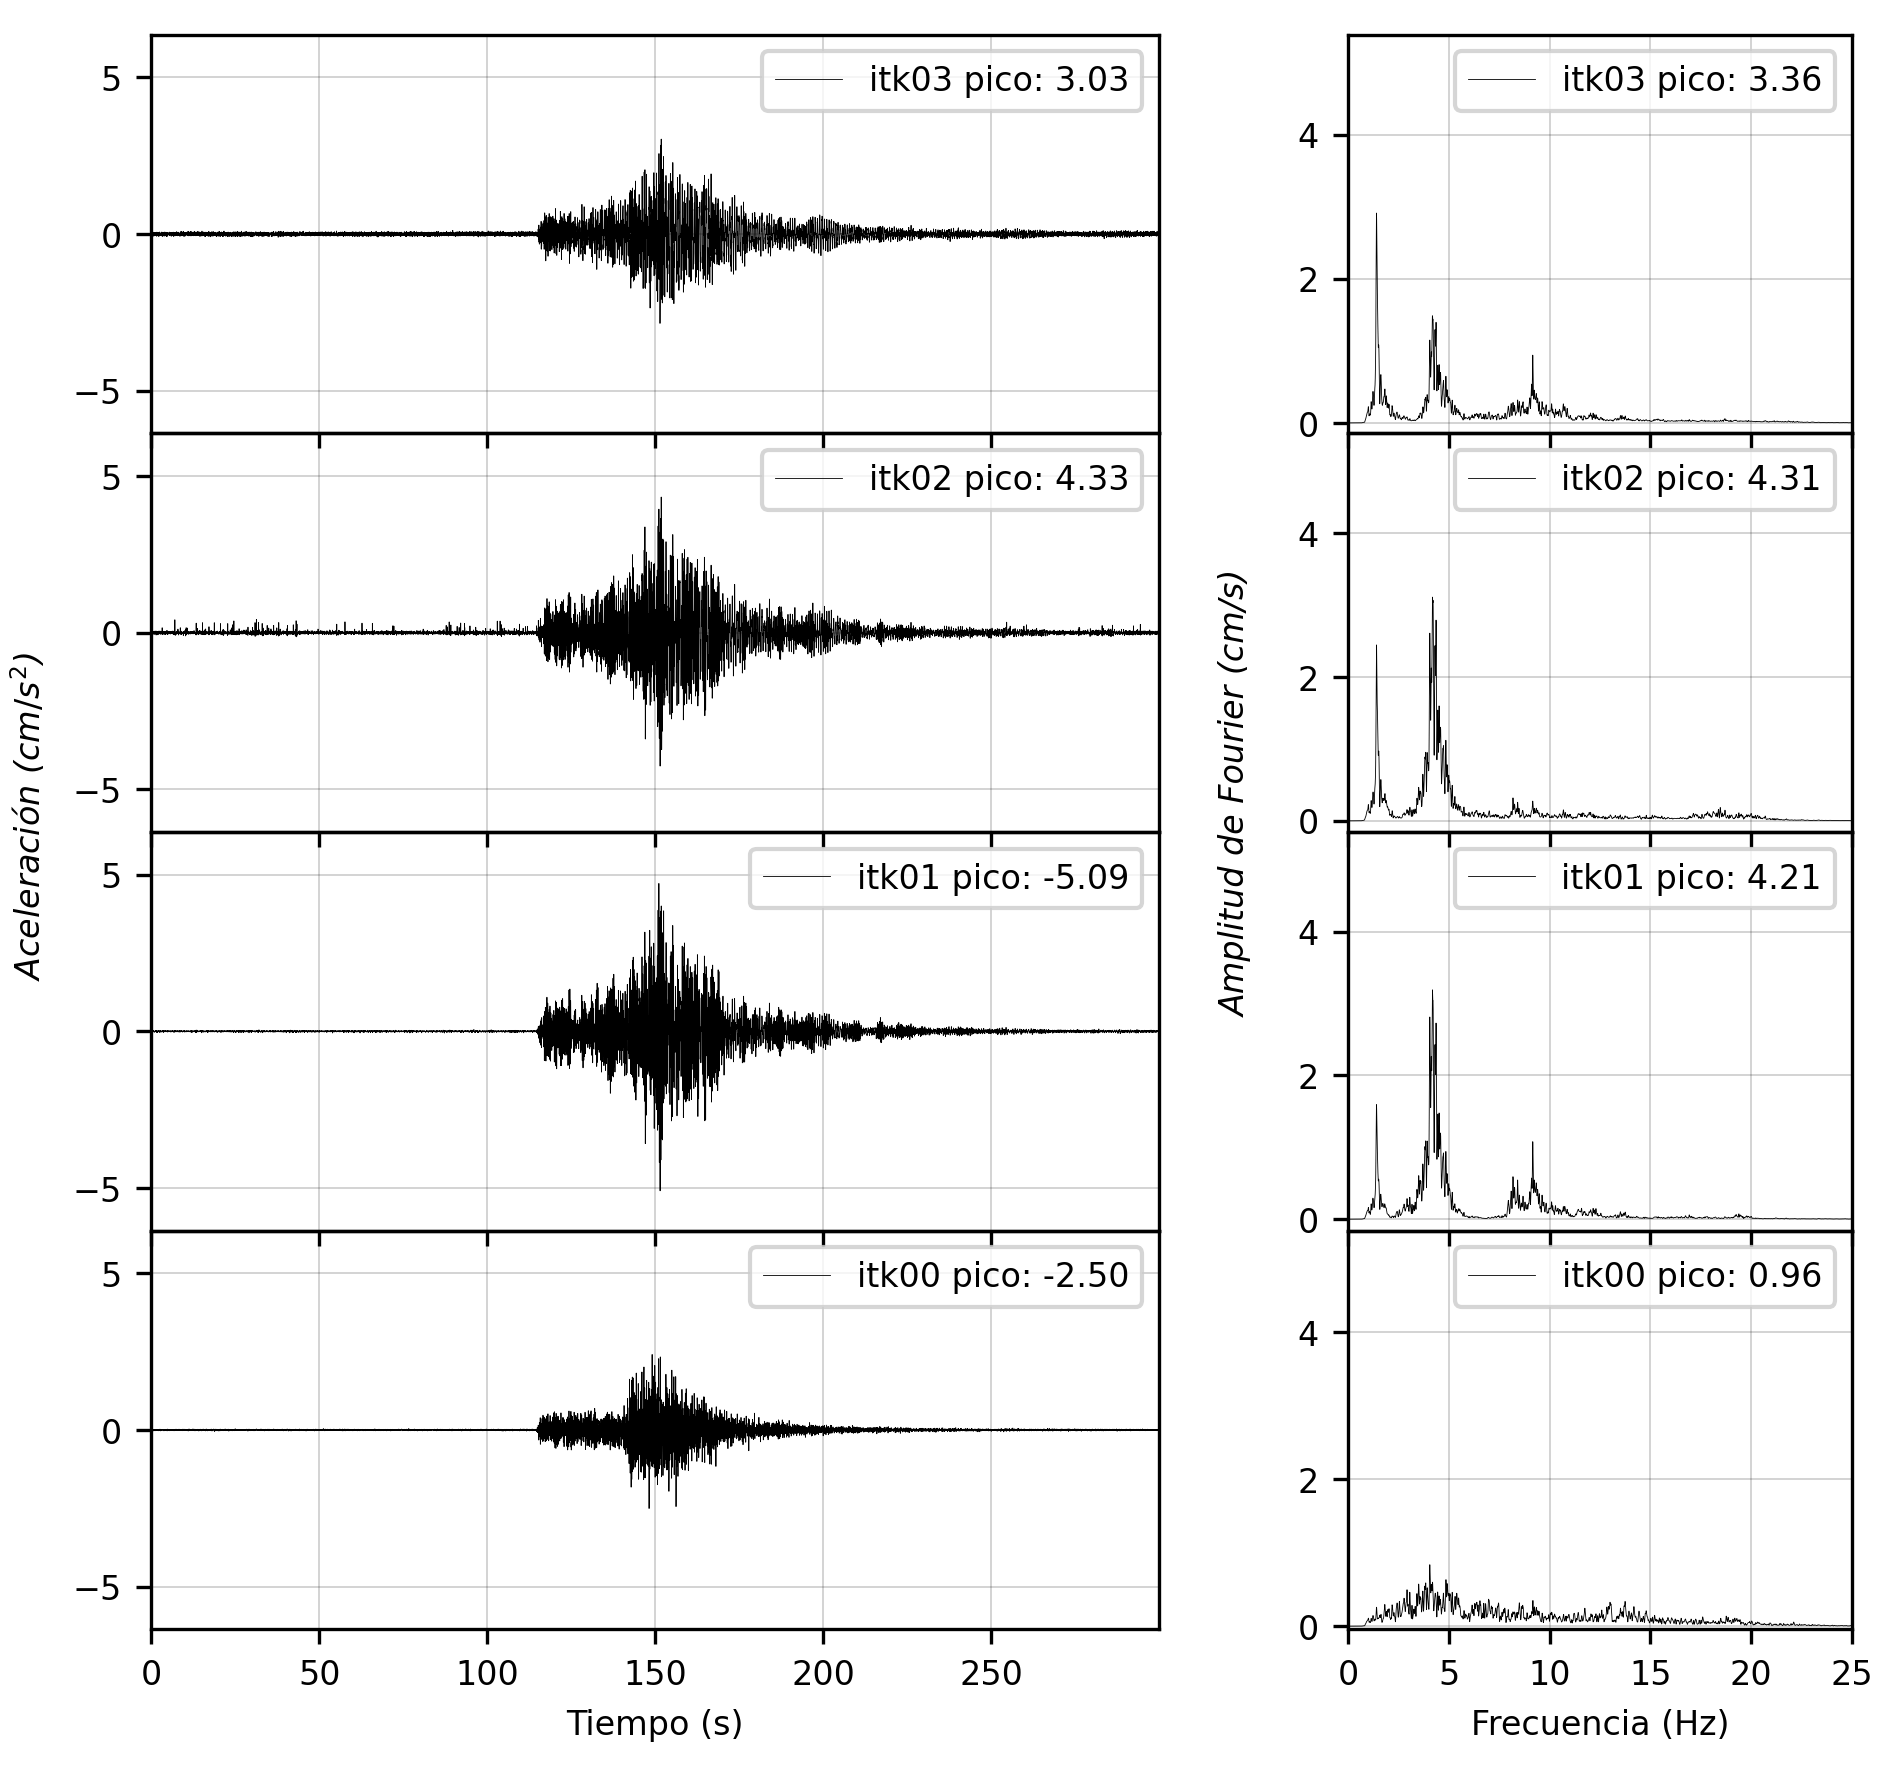 Aceleración (cm/s²)
5
0
−5
itk03 pico: 3.03
5
0
−5
itk02 pico: 4.33
5
0
−5
itk01 pico: -5.09
5
0
−5
itk00 pico: -2.50
0 50 100 150 200 250
Tiempo (s)
Amplitud de Fourier (cm/s)
4
2
0
itk03 pico: 3.36
4
2
0
itk02 pico: 4.31
4
2
0
itk01 pico: 4.21
4
2
0
itk00 pico: 0.96
0 5 10 15 20 25
Frecuencia (Hz)